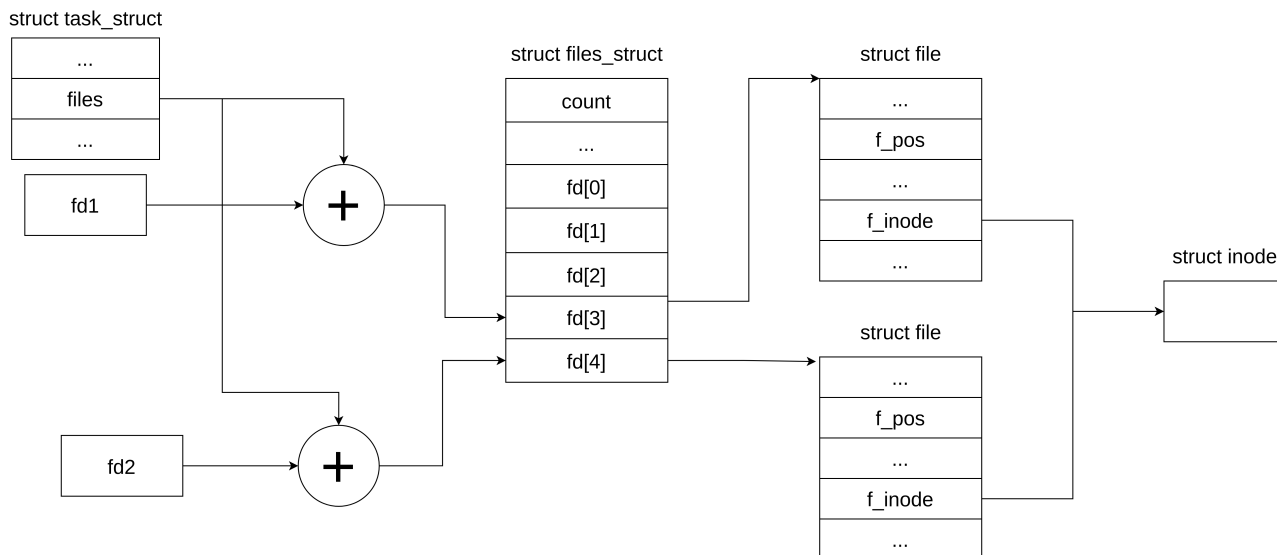 struct task_struct
...
files
...
fd1
+
fd2
+
struct files_struct
count
...
fd[0]
fd[1]
fd[2]
fd[3]
fd[4]
struct file
...
f_pos
...
f_inode
...
struct file
...
f_pos
...
f_inode
...
struct inode